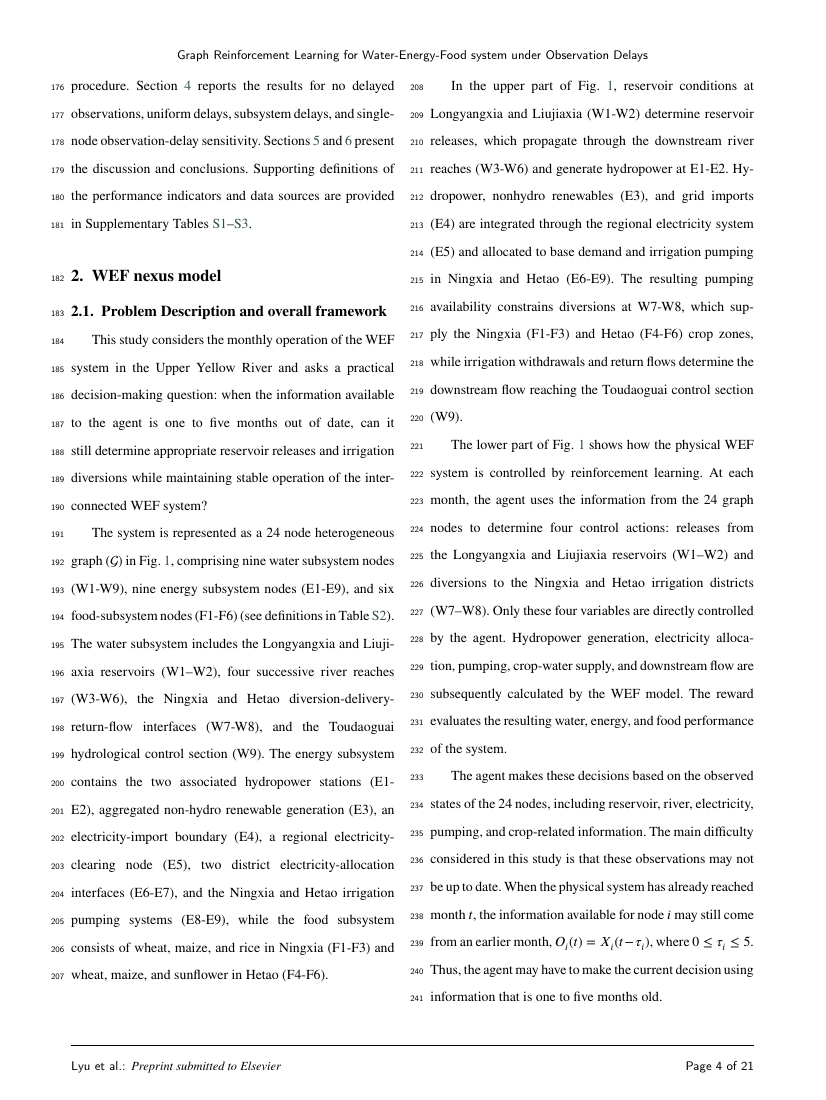 Graph Reinforcement Learning for Water-Energy-Food system under Observation Delays
176 procedure. Section 4 reports the results for no delayed
177 observations, uniform delays, subsystem delays, and single-
178 node observation-delay sensitivity. Sections 5 and 6 present
179 the discussion and conclusions. Supporting definitions of
180 the performance indicators and data sources are provided
181 in Supplementary Tables S1–S3.
182 2. WEF nexus model
183 2.1. Problem Description and overall framework
184 This study considers the monthly operation of the WEF
185 system in the Upper Yellow River and asks a practical
186 decision-making question: when the information available
187 to the agent is one to five months out of date, can it
188 still determine appropriate reservoir releases and irrigation
189 diversions while maintaining stable operation of the inter-
190 connected WEF system?
191 The system is represented as a 24 node heterogeneous
192 graph (𝒢) in Fig. 1, comprising nine water subsystem nodes
193 (W1-W9), nine energy subsystem nodes (E1-E9), and six
194 food-subsystem nodes (F1-F6) (see definitions in Table S2).
195 The water subsystem includes the Longyangxia and Liuji-
196 axia reservoirs (W1–W2), four successive river reaches
197 (W3-W6), the Ningxia and Hetao diversion-delivery-
198 return-flow interfaces (W7-W8), and the Toudaoguai
199 hydrological control section (W9). The energy subsystem
200 contains the two associated hydropower stations (E1-
201 E2), aggregated non-hydro renewable generation (E3), an
202 electricity-import boundary (E4), a regional electricity-
203 clearing node (E5), two district electricity-allocation
204 interfaces (E6-E7), and the Ningxia and Hetao irrigation
205 pumping systems (E8-E9), while the food subsystem
206 consists of wheat, maize, and rice in Ningxia (F1-F3) and
207 wheat, maize, and sunflower in Hetao (F4-F6).
208 In the upper part of Fig. 1, reservoir conditions at
209 Longyangxia and Liujiaxia (W1-W2) determine reservoir
210 releases, which propagate through the downstream river
211 reaches (W3-W6) and generate hydropower at E1-E2. Hy-
212 dropower, nonhydro renewables (E3), and grid imports
213 (E4) are integrated through the regional electricity system
214 (E5) and allocated to base demand and irrigation pumping
215 in Ningxia and Hetao (E6-E9). The resulting pumping
216 availability constrains diversions at W7-W8, which sup-
217 ply the Ningxia (F1-F3) and Hetao (F4-F6) crop zones,
218 while irrigation withdrawals and return flows determine the
219 downstream flow reaching the Toudaoguai control section
220 (W9).
221 The lower part of Fig. 1 shows how the physical WEF
222 system is controlled by reinforcement learning. At each
223 month, the agent uses the information from the 24 graph
224 nodes to determine four control actions: releases from
225 the Longyangxia and Liujiaxia reservoirs (W1–W2) and
226 diversions to the Ningxia and Hetao irrigation districts
227 (W7–W8). Only these four variables are directly controlled
228 by the agent. Hydropower generation, electricity alloca-
229 tion, pumping, crop-water supply, and downstream flow are
230 subsequently calculated by the WEF model. The reward
231 evaluates the resulting water, energy, and food performance
232 of the system.
233 The agent makes these decisions based on the observed
234 states of the 24 nodes, including reservoir, river, electricity,
235 pumping, and crop-related information. The main difficulty
236 considered in this study is that these observations may not
237 be up to date. When the physical system has already reached
238 month t, the information available for node i may still come
239 from an earlier month, Oᵢ(t) = Xᵢ(t−τᵢ), where 0 ≤ τᵢ ≤ 5.
240 Thus, the agent may have to make the current decision using
241 information that is one to five months old.
Lyu et al.: Preprint submitted to Elsevier
Page 4 of 21